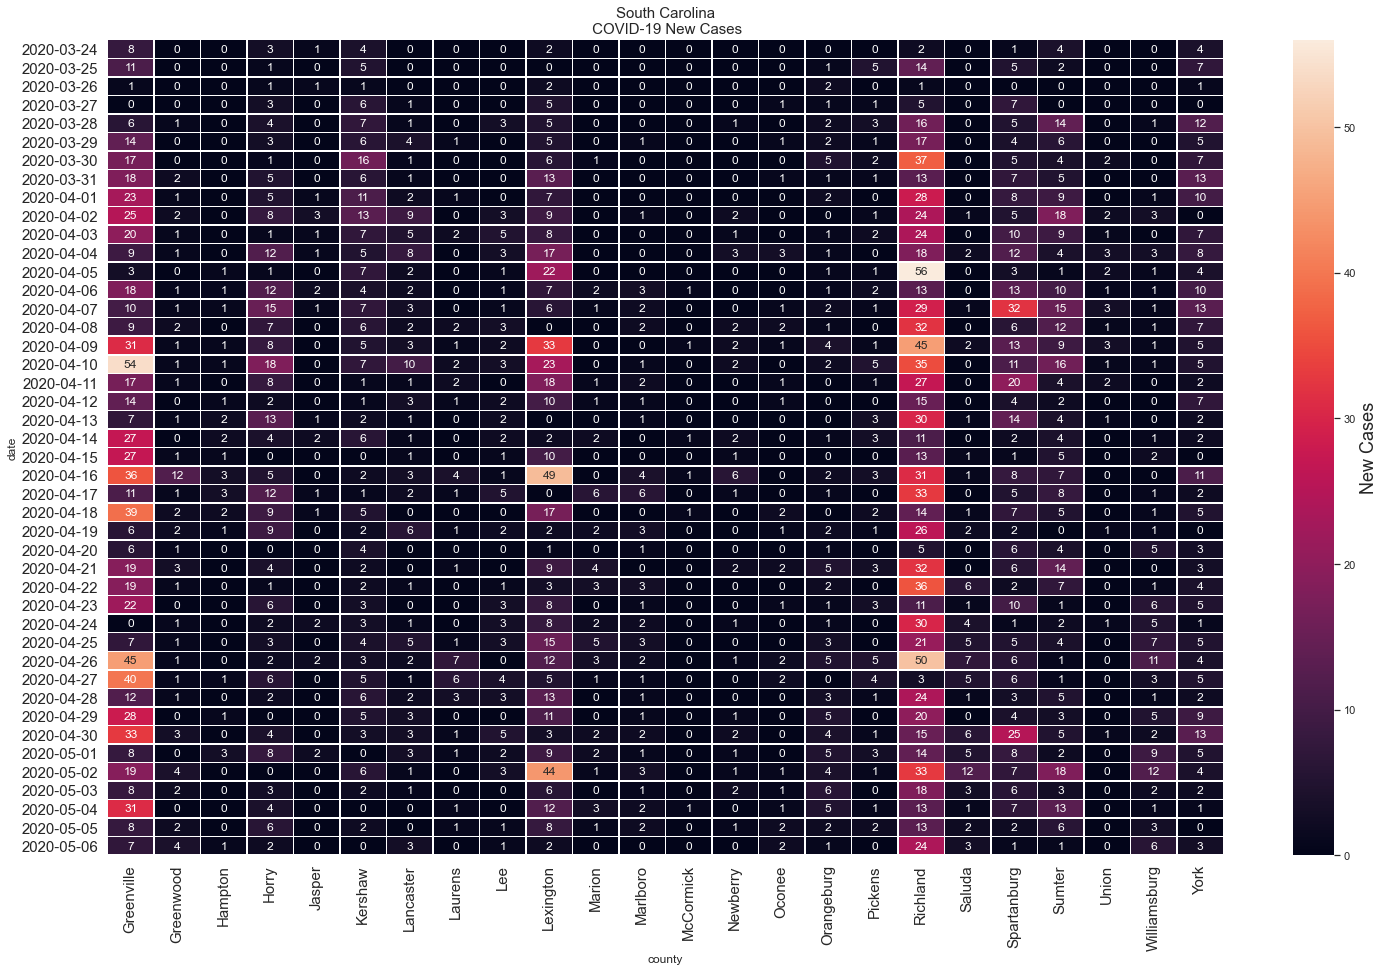 South Carolina
COVID-19 New Cases
2020-03-24 8 0 0 3 1 4 0 0 0 2 0 0 0 0 0 0 0 2 0 1 4 0 0 4
2020-03-25 11 0 0 1 0 5 0 0 0 0 0 0 0 0 0 1 5 14 0 5 2 0 0 7
2020-03-26 1 0 0 1 1 1 0 0 0 2 0 0 0 0 0 2 0 1 0 0 0 0 0 1
2020-03-27 0 0 0 3 0 6 1 0 0 5 0 0 0 0 1 1 1 5 0 7 0 0 0 0
2020-03-28 6 1 0 4 0 7 1 0 3 5 0 0 0 1 0 2 3 16 0 5 14 0 1 12
2020-03-29 14 0 0 3 0 6 4 1 0 5 0 1 0 0 1 2 1 17 0 4 6 0 0 5
2020-03-30 17 0 0 1 0 16 1 0 0 6 1 0 0 0 0 5 2 37 0 5 4 2 0 7
2020-03-31 18 2 0 5 0 6 1 0 0 13 0 0 0 0 1 1 1 13 0 7 5 0 0 13
2020-04-01 23 1 0 5 1 11 2 1 0 7 0 0 0 0 0 2 0 28 0 8 9 0 1 10
2020-04-02 25 2 0 8 3 13 9 0 3 9 0 1 0 2 0 0 1 24 1 5 18 2 3 0
2020-04-03 20 1 0 1 1 7 5 2 5 8 0 0 0 1 0 1 2 24 0 10 9 1 0 7
2020-04-04 9 1 0 12 1 5 8 0 3 17 0 0 0 3 3 1 0 18 2 12 4 3 3 8
2020-04-05 3 0 1 1 0 7 2 0 1 22 0 0 0 0 0 1 1 56 0 3 1 2 1 4
2020-04-06 18 1 1 12 2 4 2 0 1 7 2 3 1 0 0 1 2 13 0 13 10 1 1 10
2020-04-07 10 1 1 15 1 7 3 0 1 6 1 2 0 0 1 2 1 29 1 32 15 3 1 13
2020-04-08 9 2 0 7 0 6 2 2 3 0 0 2 0 2 2 1 0 32 0 6 12 1 1 7
2020-04-09 31 1 1 8 0 5 3 1 2 33 0 0 1 2 1 4 1 45 2 13 9 3 1 5
2020-04-10 54 1 1 18 0 7 10 2 3 23 0 1 0 2 0 2 5 35 0 11 16 1 1 5
2020-04-11 17 1 0 8 0 1 1 2 0 18 1 2 0 0 1 0 1 27 0 20 4 2 0 2
2020-04-12 14 0 1 2 0 1 3 1 2 10 1 1 0 0 1 0 0 15 0 4 2 0 0 7
2020-04-13 7 1 2 13 1 2 1 0 2 0 0 1 0 0 0 0 3 30 1 14 4 1 0 2
2020-04-14 27 0 2 4 2 6 1 0 2 2 2 0 1 2 0 1 3 11 0 2 4 0 1 2
2020-04-15 27 1 0 0 0 1 1 0 1 10 0 0 0 1 0 0 0 13 1 1 5 0 2 0
2020-04-16 36 12 3 5 0 2 3 4 1 49 0 4 1 6 0 2 3 31 1 8 7 0 0 11
2020-04-17 11 1 3 12 1 1 2 1 5 0 6 6 0 1 0 1 0 33 0 5 8 0 1 2
2020-04-18 39 2 2 9 1 5 0 0 0 17 0 0 1 0 2 0 2 14 1 7 5 0 1 5
2020-04-19 6 2 1 9 0 2 6 1 2 2 2 3 0 0 1 2 1 26 2 2 0 1 1 0
2020-04-20 6 1 0 0 0 4 0 0 0 1 0 1 0 0 0 1 0 5 0 6 4 0 5 3
2020-04-21 19 3 0 4 0 2 0 1 0 9 4 0 0 2 2 5 3 32 0 6 14 0 0 3
2020-04-22 19 1 0 1 0 2 1 0 1 3 3 3 0 0 0 2 0 36 6 2 7 0 1 4
2020-04-23 22 0 0 6 0 3 0 0 3 8 0 1 0 0 1 1 3 11 1 10 1 0 6 5
2020-04-24 0 1 0 2 2 3 1 0 3 8 2 2 0 1 0 1 0 30 4 1 2 1 5 1
2020-04-25 7 1 0 3 0 4 5 1 3 15 5 3 0 0 0 3 0 21 5 5 4 0 7 5
2020-04-26 45 1 0 2 2 3 2 7 0 12 3 2 0 1 2 5 5 50 7 6 1 0 11 4
2020-04-27 40 1 1 6 0 5 1 6 4 5 1 1 0 0 2 0 4 3 5 6 1 0 3 5
2020-04-28 12 1 0 2 0 6 2 3 3 13 0 1 0 0 0 3 1 24 1 3 5 0 1 2
2020-04-29 28 0 1 0 0 5 3 0 0 11 0 1 0 1 0 5 0 20 0 4 3 0 5 9
2020-04-30 33 3 0 4 0 3 3 1 5 3 2 2 0 2 0 4 1 15 6 25 5 1 2 13
2020-05-01 8 0 3 8 2 0 3 1 2 9 2 1 0 1 0 5 3 14 5 8 2 0 9 5
2020-05-02 19 4 0 0 0 6 1 0 3 44 1 3 0 1 1 4 1 33 12 7 18 0 12 4
2020-05-03 8 2 0 3 0 2 1 0 0 6 0 1 0 2 1 6 0 18 3 6 3 0 2 2
2020-05-04 31 0 0 4 0 0 0 1 0 12 3 2 1 0 1 5 1 13 1 7 13 0 1 1
2020-05-05 8 2 0 6 0 2 0 1 1 8 1 2 0 1 2 2 2 13 2 2 6 0 3 0
2020-05-06 7 4 1 2 0 0 3 0 1 2 0 0 0 0 2 1 0 24 3 1 1 0 6 3
date
Greenville Greenwood Hampton Horry Jasper Kershaw Lancaster Laurens Lee Lexington Marion Marlboro McCormick Newberry Oconee Orangeburg Pickens Richland Saluda Spartanburg Sumter Union Williamsburg York
county
50
40
30
20
10
0
New Cases